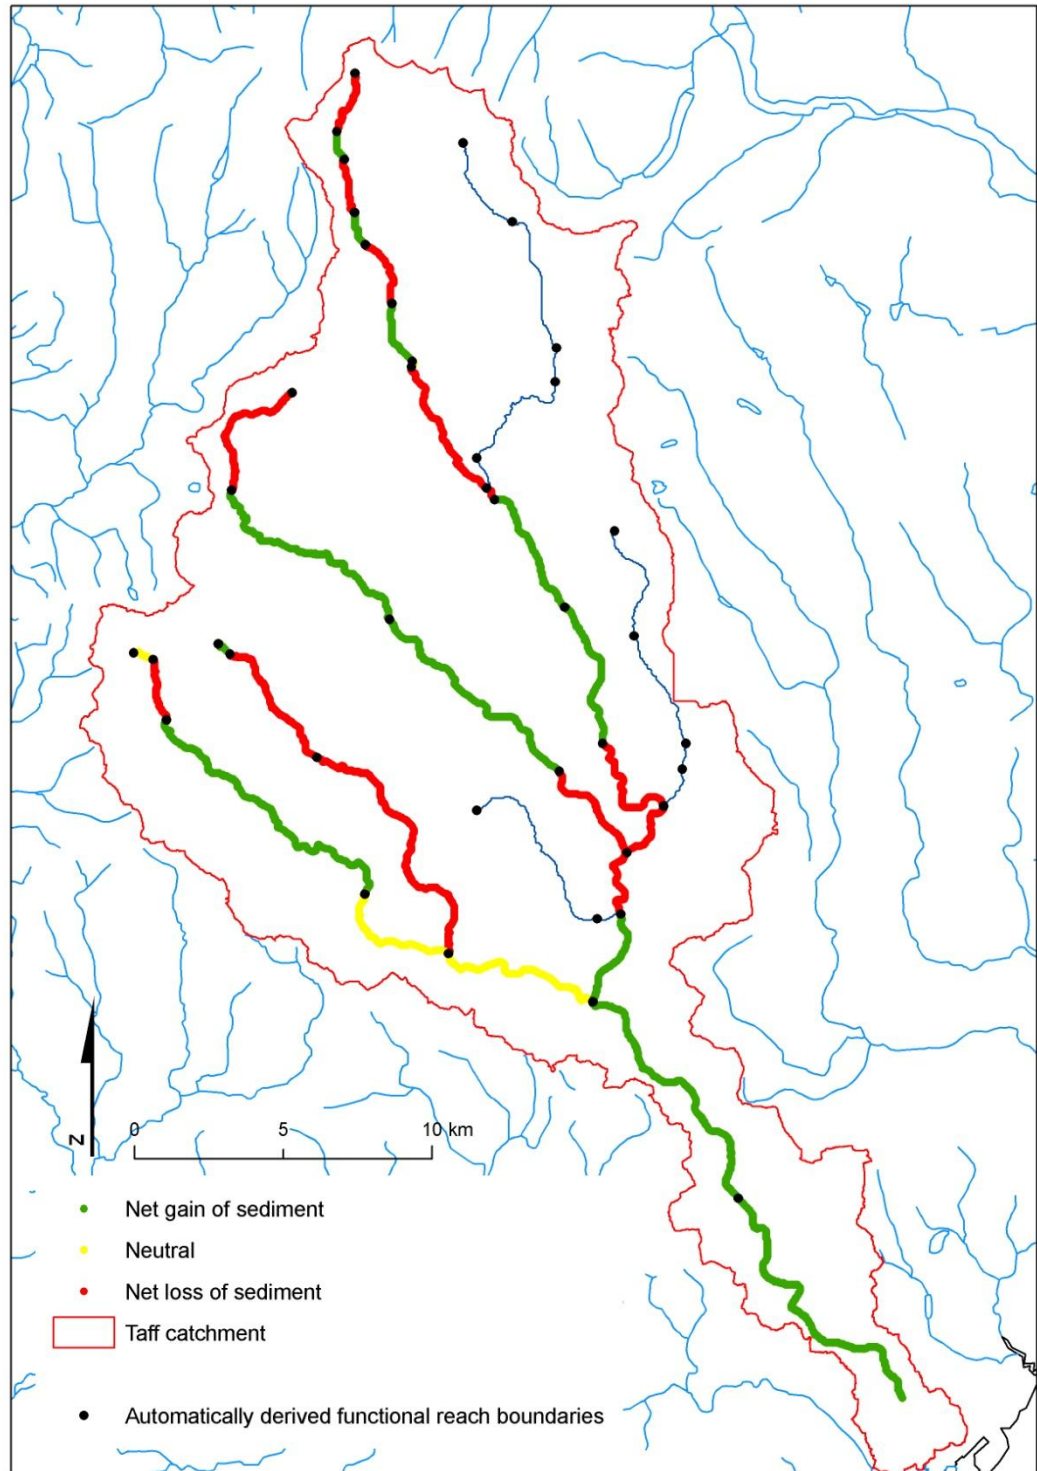 Z
0 5 10 km
Net gain of sediment
Neutral
Net loss of sediment
Taff catchment
Automatically derived functional reach boundaries